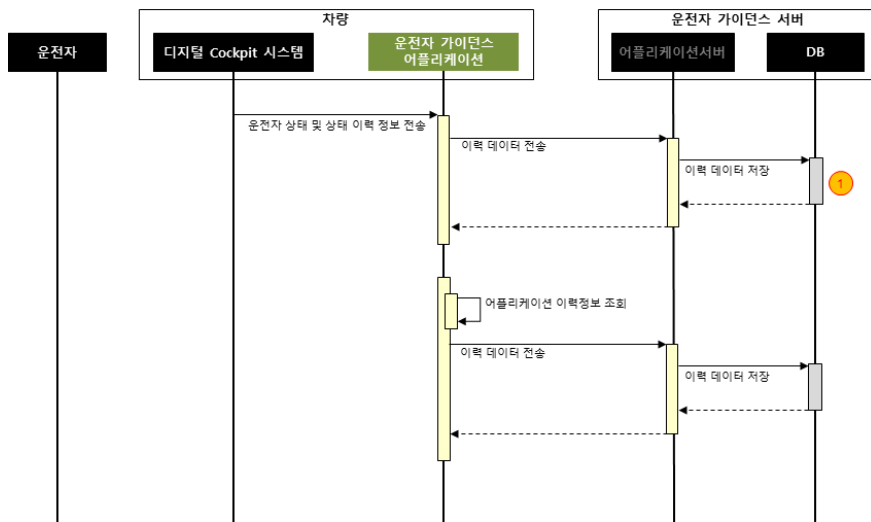 차량
운전자 가이던스 서버
운전자
디지털 Cockpit 시스템
운전자 가이던스
어플리케이션
어플리케이션서버
DB
운전자 상태 및 상태 이력 정보 전송
이력 데이터 전송
이력 데이터 저장
1
어플리케이션 이력정보 조회
이력 데이터 전송
이력 데이터 저장